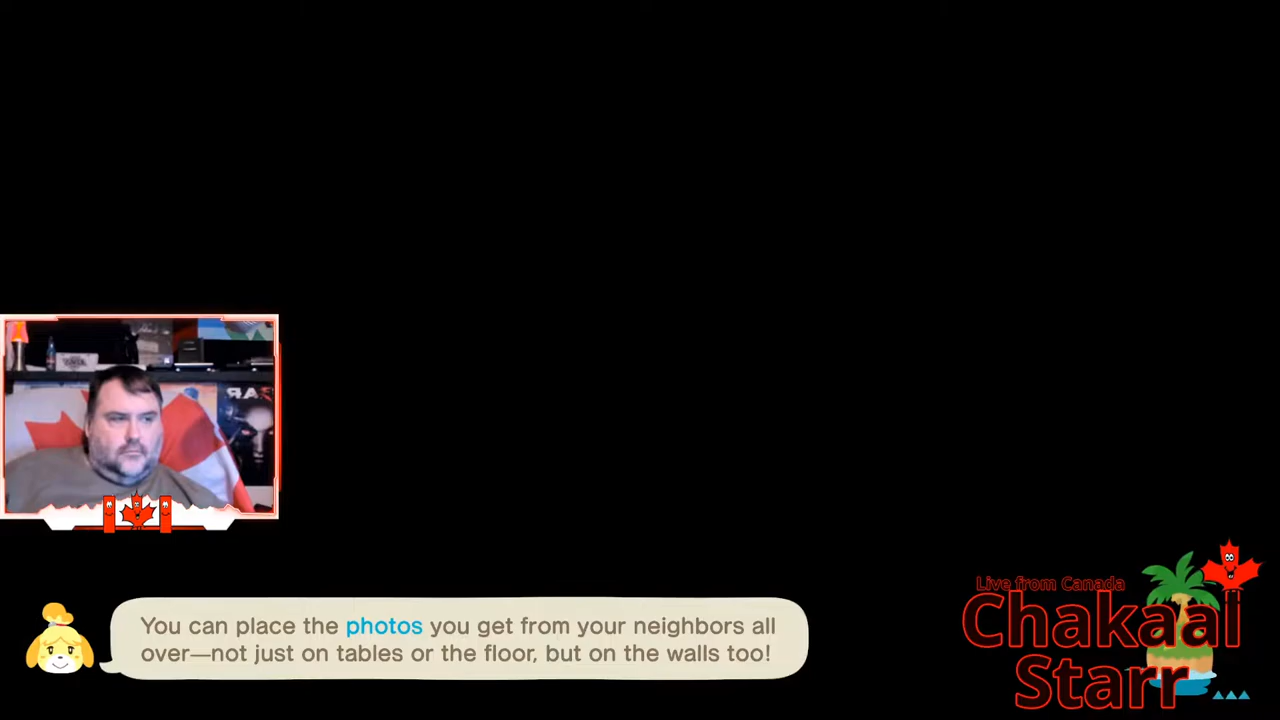 You can place the photos you get from your neighbors all
over—not just on tables or the floor, but on the walls too!
Live from Canada
Chakaal
Starr